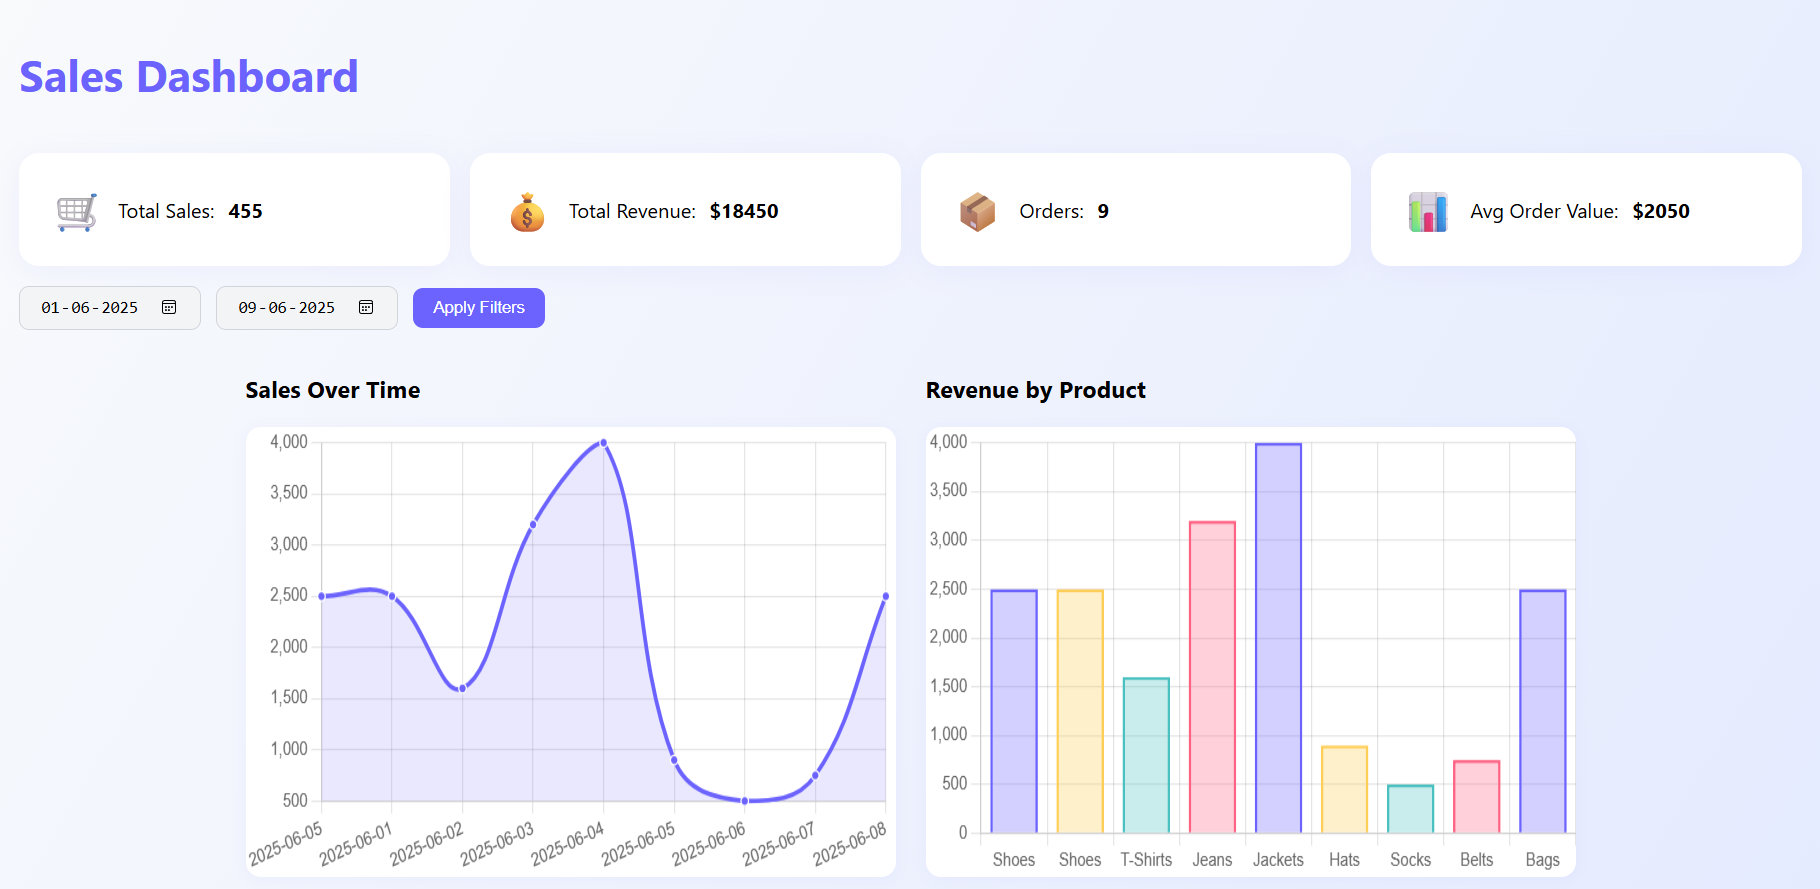 Sales Dashboard
Total Sales: 455
Total Revenue: $18450
Orders: 9
Avg Order Value: $2050
01-06-2025
09-06-2025
Apply Filters
Sales Over Time
4,000
3,500
3,000
2,500
2,000
1,500
1,000
500
2025-06-05
2025-06-01
2025-06-02
2025-06-03
2025-06-04
2025-06-05
2025-06-06
2025-06-07
2025-06-08
Revenue by Product
4,000
3,500
3,000
2,500
2,000
1,500
1,000
500
0
Shoes
Shoes
T-Shirts
Jeans
Jackets
Hats
Socks
Belts
Bags